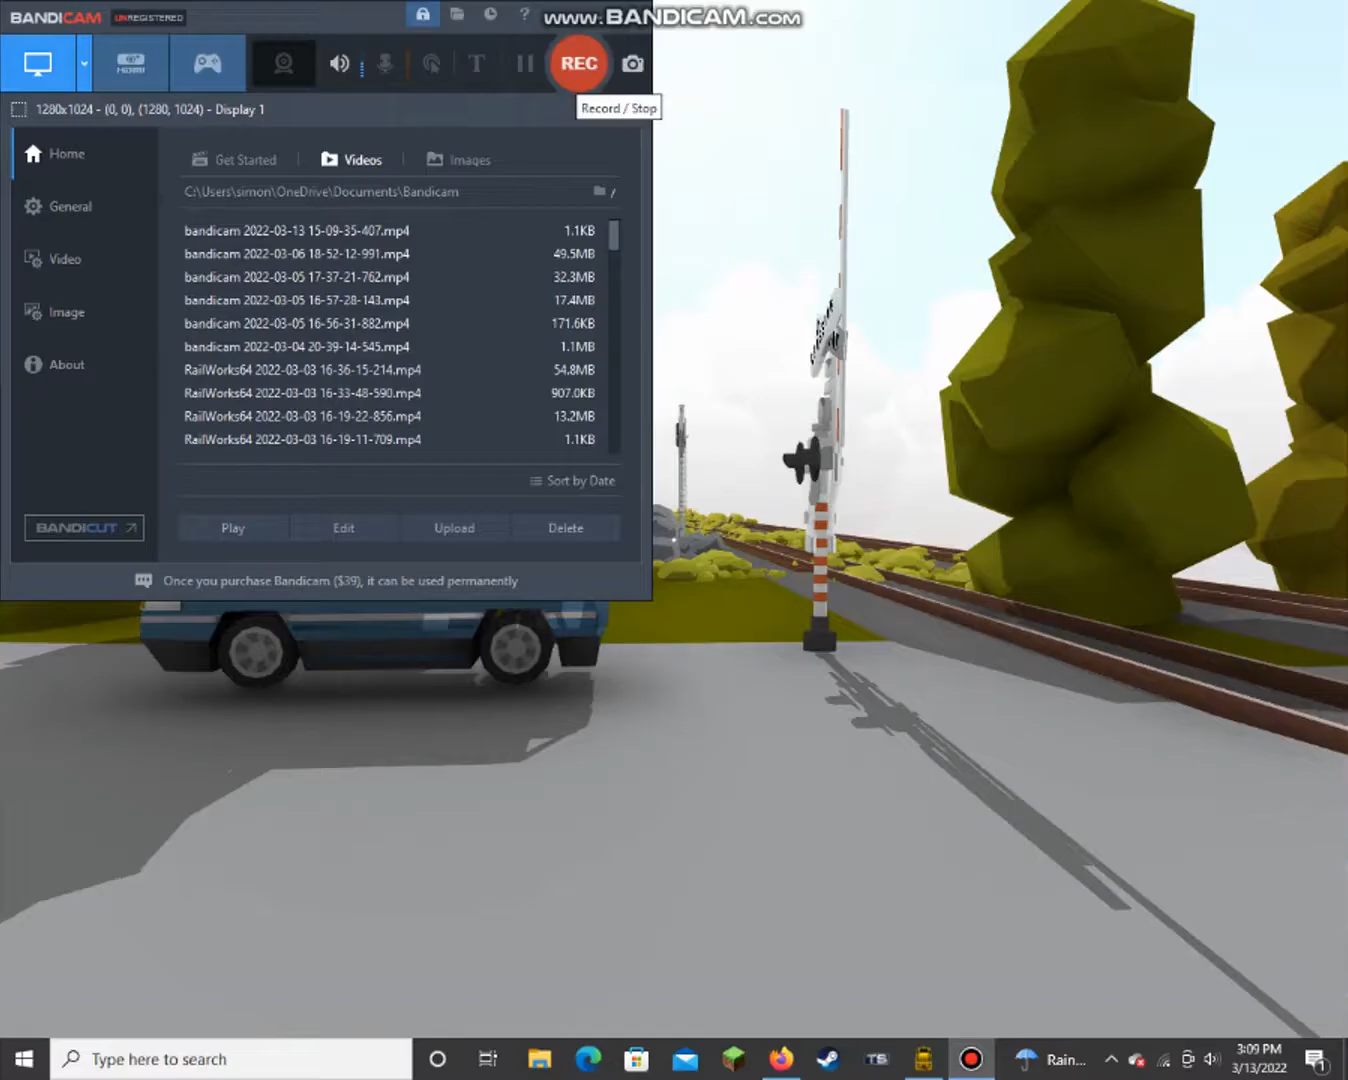 BANDICAM UNREGISTERED
www.BANDICAM.com
HDMI
T
REC
1280x1024 - (0, 0), (1280, 1024) - Display 1
Record / Stop
Home
General
Video
Image
About
BANDICUT
Get Started
Videos
Images
C:\Users\simon\OneDrive\Documents\Bandicam
/
bandicam 2022-03-13 15-09-35-407.mp4 1.1KB
bandicam 2022-03-06 18-52-12-991.mp4 49.5MB
bandicam 2022-03-05 17-37-21-762.mp4 32.3MB
bandicam 2022-03-05 16-57-28-143.mp4 17.4MB
bandicam 2022-03-05 16-56-31-882.mp4 171.6KB
bandicam 2022-03-04 20-39-14-545.mp4 1.1MB
RailWorks64 2022-03-03 16-36-15-214.mp4 54.8MB
RailWorks64 2022-03-03 16-33-48-590.mp4 907.0KB
RailWorks64 2022-03-03 16-19-22-856.mp4 13.2MB
RailWorks64 2022-03-03 16-19-11-709.mp4 1.1KB
Sort by Date
Play Edit Upload Delete
Once you purchase Bandicam ($39), it can be used permanently
Type here to search
TS
Rain...
3:09 PM
3/13/2022
1